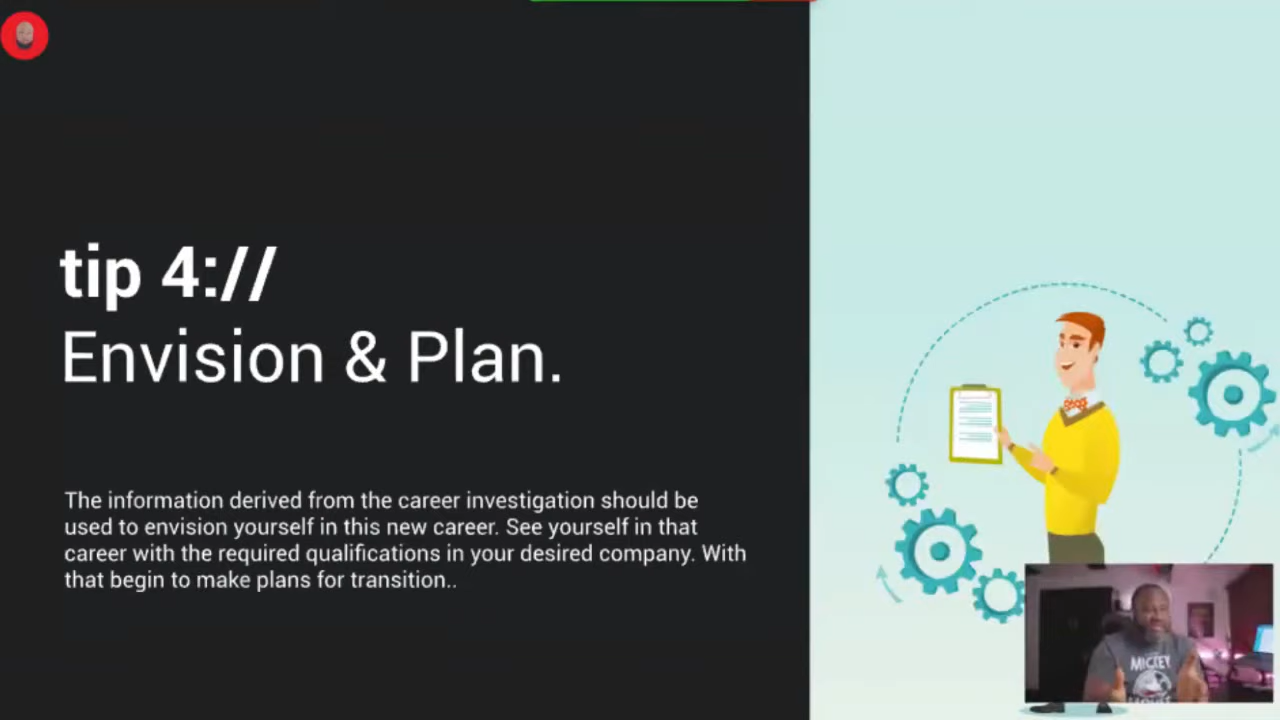 tip 4://
Envision & Plan.
The information derived from the career investigation should be
used to envision yourself in this new career. See yourself in that
career with the required qualifications in your desired company. With
that begin to make plans for transition..
MICKEY